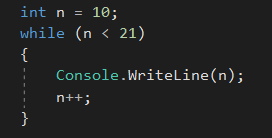 int n = 10;
while (n < 21)
{
    Console.WriteLine(n);
    n++;
}